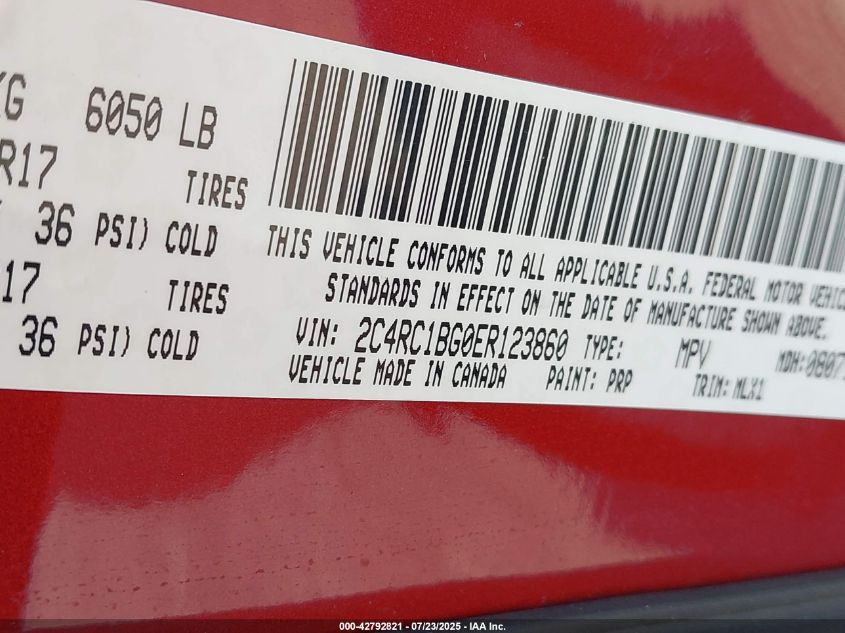 6050 LB
R17
TIRES
36 PSI) COLD
17
TIRES
36 PSI) COLD
THIS VEHICLE CONFORMS TO ALL APPLICABLE U.S.A. FEDERAL MOTOR
STANDARDS IN EFFECT ON THE DATE OF MANUFACTURE SHOWN ABOVE.
VIN: 2C4RC1BG0ER123860 TYPE: MPV MDH:0807
VEHICLE MADE IN CANADA PAINT: PRP TRIM: MLX1
000-42792821 - 07/23/2025 - IAA Inc.